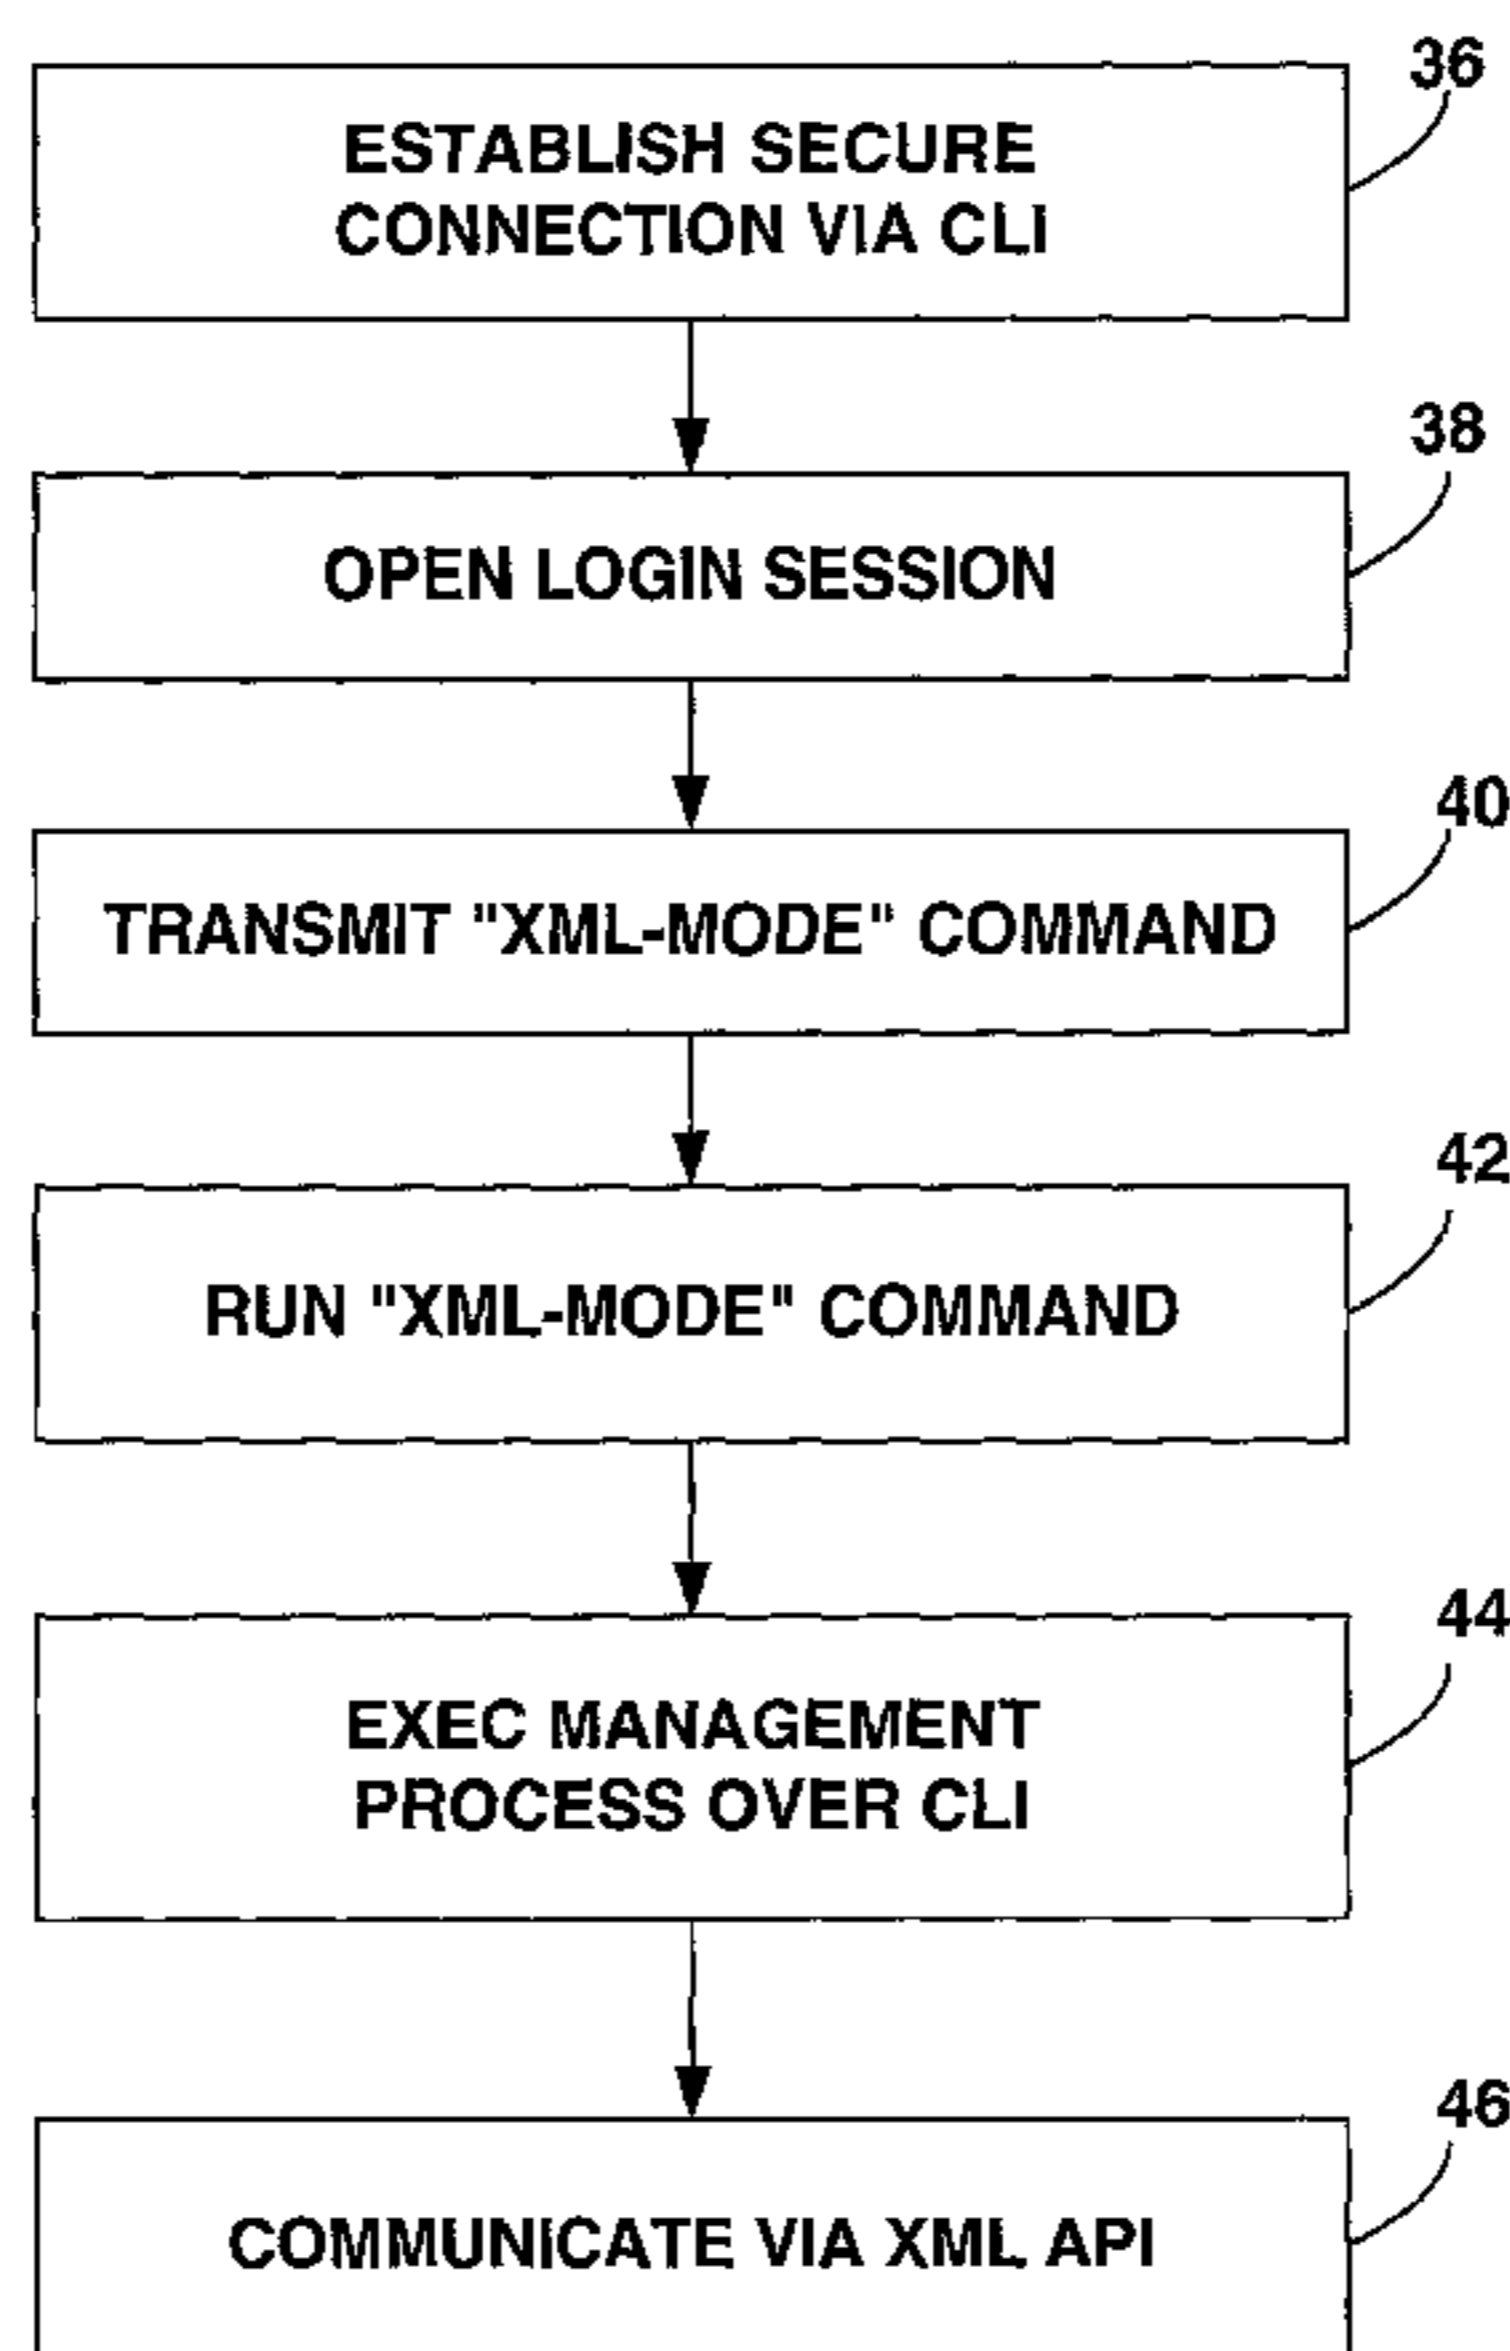 36
ESTABLISH SECURE
CONNECTION VIA CLI
38
OPEN LOGIN SESSION
40
TRANSMIT "XML-MODE" COMMAND
42
RUN "XML-MODE" COMMAND
44
EXEC MANAGEMENT
PROCESS OVER CLI
46
COMMUNICATE VIA XML API